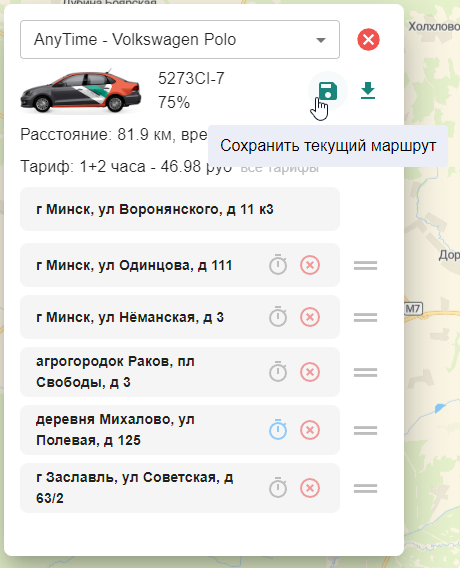 Дубина Боярская
Холхлово
AnyTime - Volkswagen Polo
5273CI-7
75%
Сохранить текущий маршрут
Расстояние: 81.9 км, вре
Тариф: 1+2 часа - 46.98 руб все тарифы
г Минск, ул Воронянского, д 11 к3
Дор
г Минск, ул Одинцова, д 111
M7
г Минск, ул Нёманская, д 3
агрогородок Раков, пл
Свободы, д 3
деревня Михалово, ул
Полевая, д 125
г Заславль, ул Советская, д
63/2